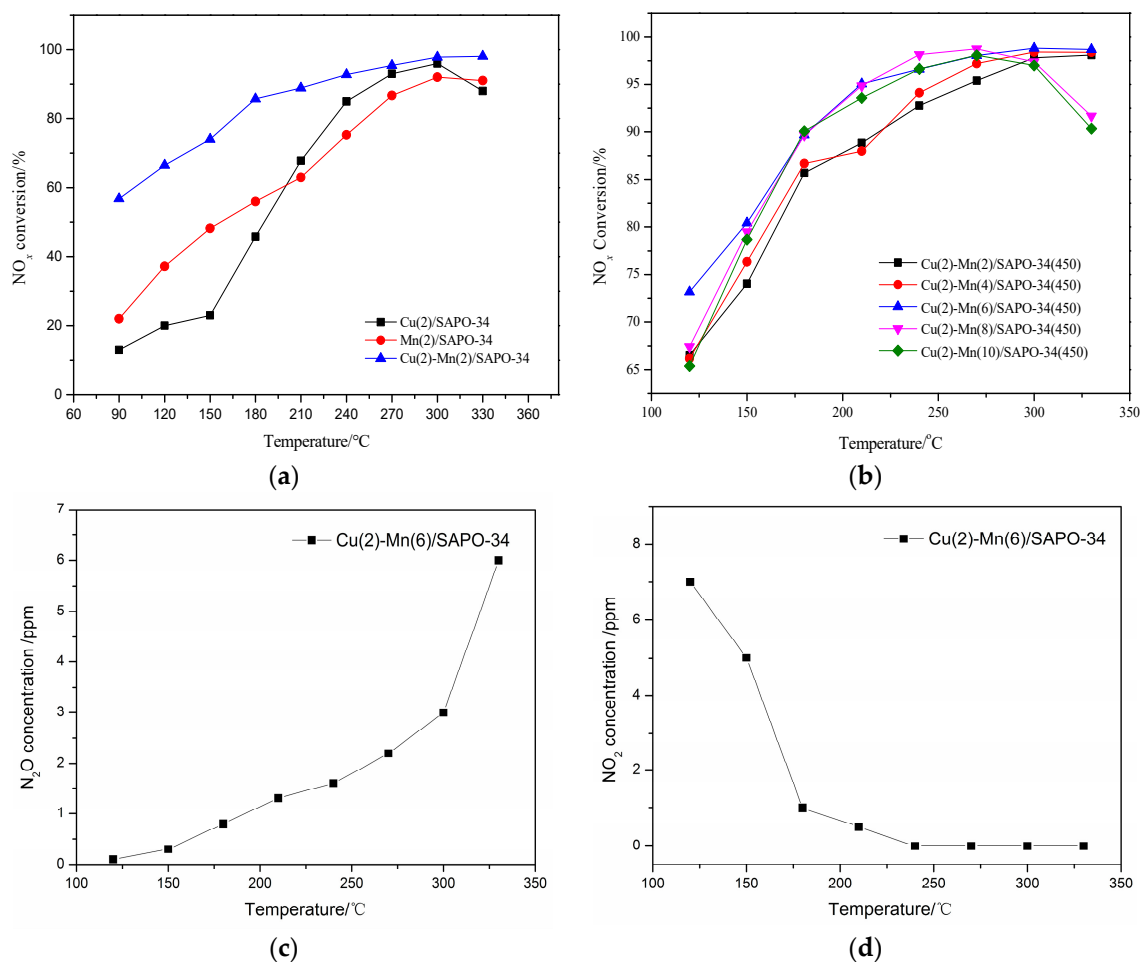 100
80
60
40
20
0
NOx conversion/%
Cu(2)/SAPO-34
Mn(2)/SAPO-34
Cu(2)-Mn(2)/SAPO-34
60 90 120 150 180 210 240 270 300 330 360
Temperature/°C
(a)
100
95
90
85
80
75
70
65
NOx Conversion/%
Cu(2)-Mn(2)/SAPO-34(450)
Cu(2)-Mn(4)/SAPO-34(450)
Cu(2)-Mn(6)/SAPO-34(450)
Cu(2)-Mn(8)/SAPO-34(450)
Cu(2)-Mn(10)/SAPO-34(450)
100 150 200 250 300 350
Temperature/°C
(b)
7
6
5
4
3
2
1
0
N₂O concentration /ppm
Cu(2)-Mn(6)/SAPO-34
100 150 200 250 300 350
Temperature/℃
(c)
8
6
4
2
0
NO₂ concentration /ppm
Cu(2)-Mn(6)/SAPO-34
100 150 200 250 300 350
Temperature/℃
(d)